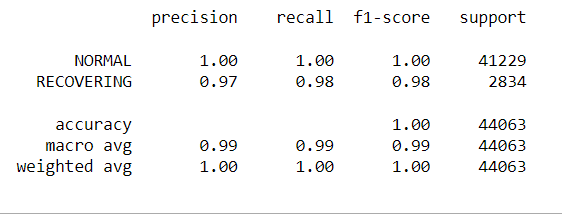 precision recall f1-score support
NORMAL 1.00 1.00 1.00 41229
RECOVERING 0.97 0.98 0.98 2834
accuracy 1.00 44063
macro avg 0.99 0.99 0.99 44063
weighted avg 1.00 1.00 1.00 44063